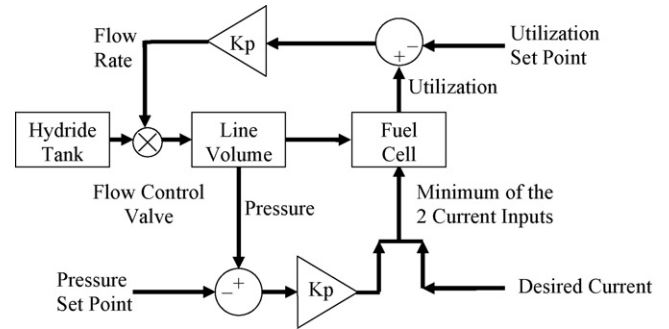 Flow
Rate
Kp
+ −
Utilization
Set Point
Utilization
Hydride
Tank
Line
Volume
Fuel
Cell
Flow Control
Valve
Pressure
Minimum of the
2 Current Inputs
Pressure
Set Point
− +
Kp
Desired Current